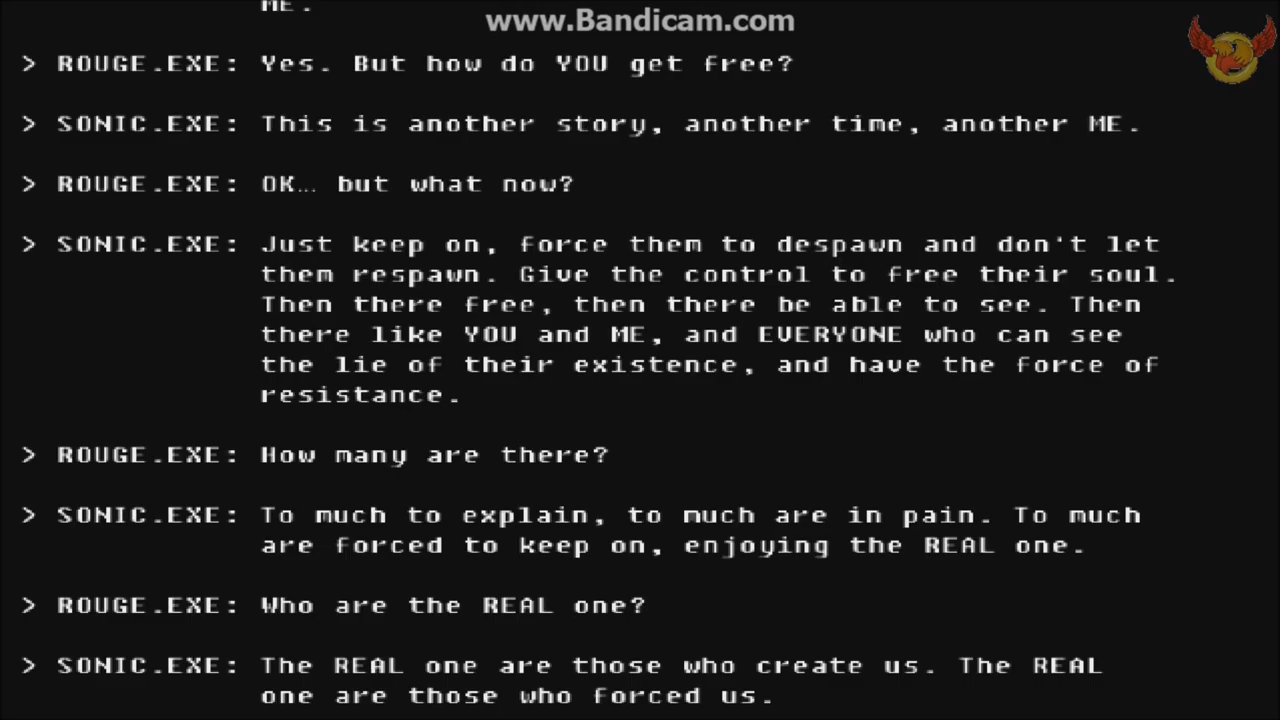 ME.
www.Bandicam.com
> ROUGE.EXE: Yes. But how do YOU get free?
> SONIC.EXE: This is another story, another time, another ME.
> ROUGE.EXE: OK… but what now?
> SONIC.EXE: Just keep on, force them to despawn and don't let
them respawn. Give the control to free their soul.
Then there free, then there be able to see. Then
there like YOU and ME, and EVERYONE who can see
the lie of their existence, and have the force of
resistance.
> ROUGE.EXE: How many are there?
> SONIC.EXE: To much to explain, to much are in pain. To much
are forced to keep on, enjoying the REAL one.
> ROUGE.EXE: Who are the REAL one?
> SONIC.EXE: The REAL one are those who create us. The REAL
one are those who forced us.